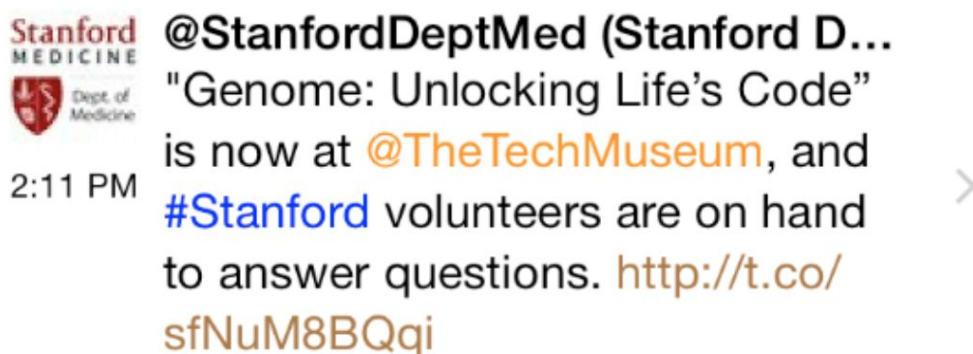 Stanford
MEDICINE
Dept. of
Medicine
2:11 PM
@StanfordDeptMed (Stanford D...
"Genome: Unlocking Life’s Code”
is now at @TheTechMuseum, and
#Stanford volunteers are on hand
to answer questions. http://t.co/
sfNuM8BQqi